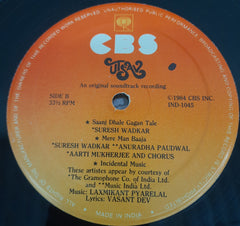 CBS
UTSAV
An original soundtrack recording
SIDE B
33⅓ RPM
℗1984 CBS INC.
IND-1045
★ Saanj Dhale Gagan Tale
*SURESH WADKAR
★ Mere Man Baaja
*SURESH WADKAR **ANURADHA PAUDWAL
*AARTI MUKHERJEE AND CHORUS
★ Incidental Music
These artistes appear by courtesy of
*The Gramophone Co. of India Ltd.
and **Music India Ltd.
Music: LAXMIKANT PYARELAL
Lyrics: VASANT DEV
MADE IN INDIA